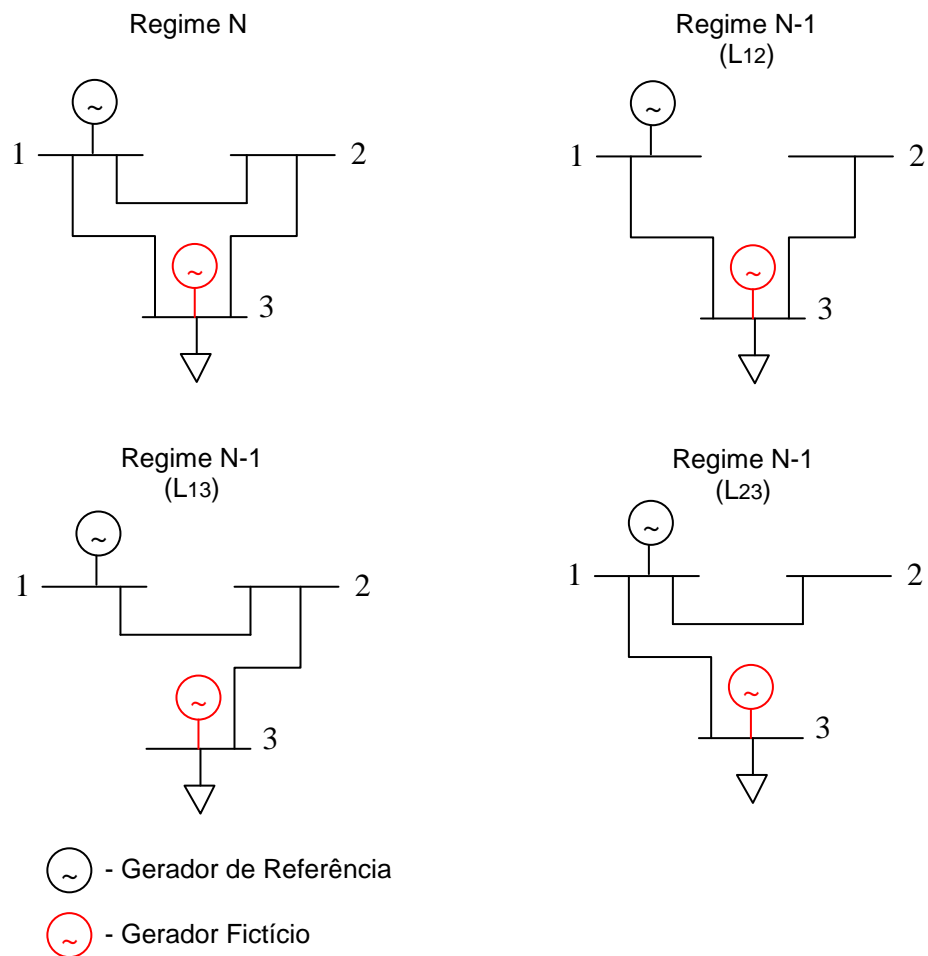 Regime N
1
~
2
~
3
Regime N-1
(L12)
1
~
2
~
3
Regime N-1
(L13)
1
~
2
~
3
Regime N-1
(L23)
1
~
2
~
3
~ - Gerador de Referência
~ - Gerador Fictício